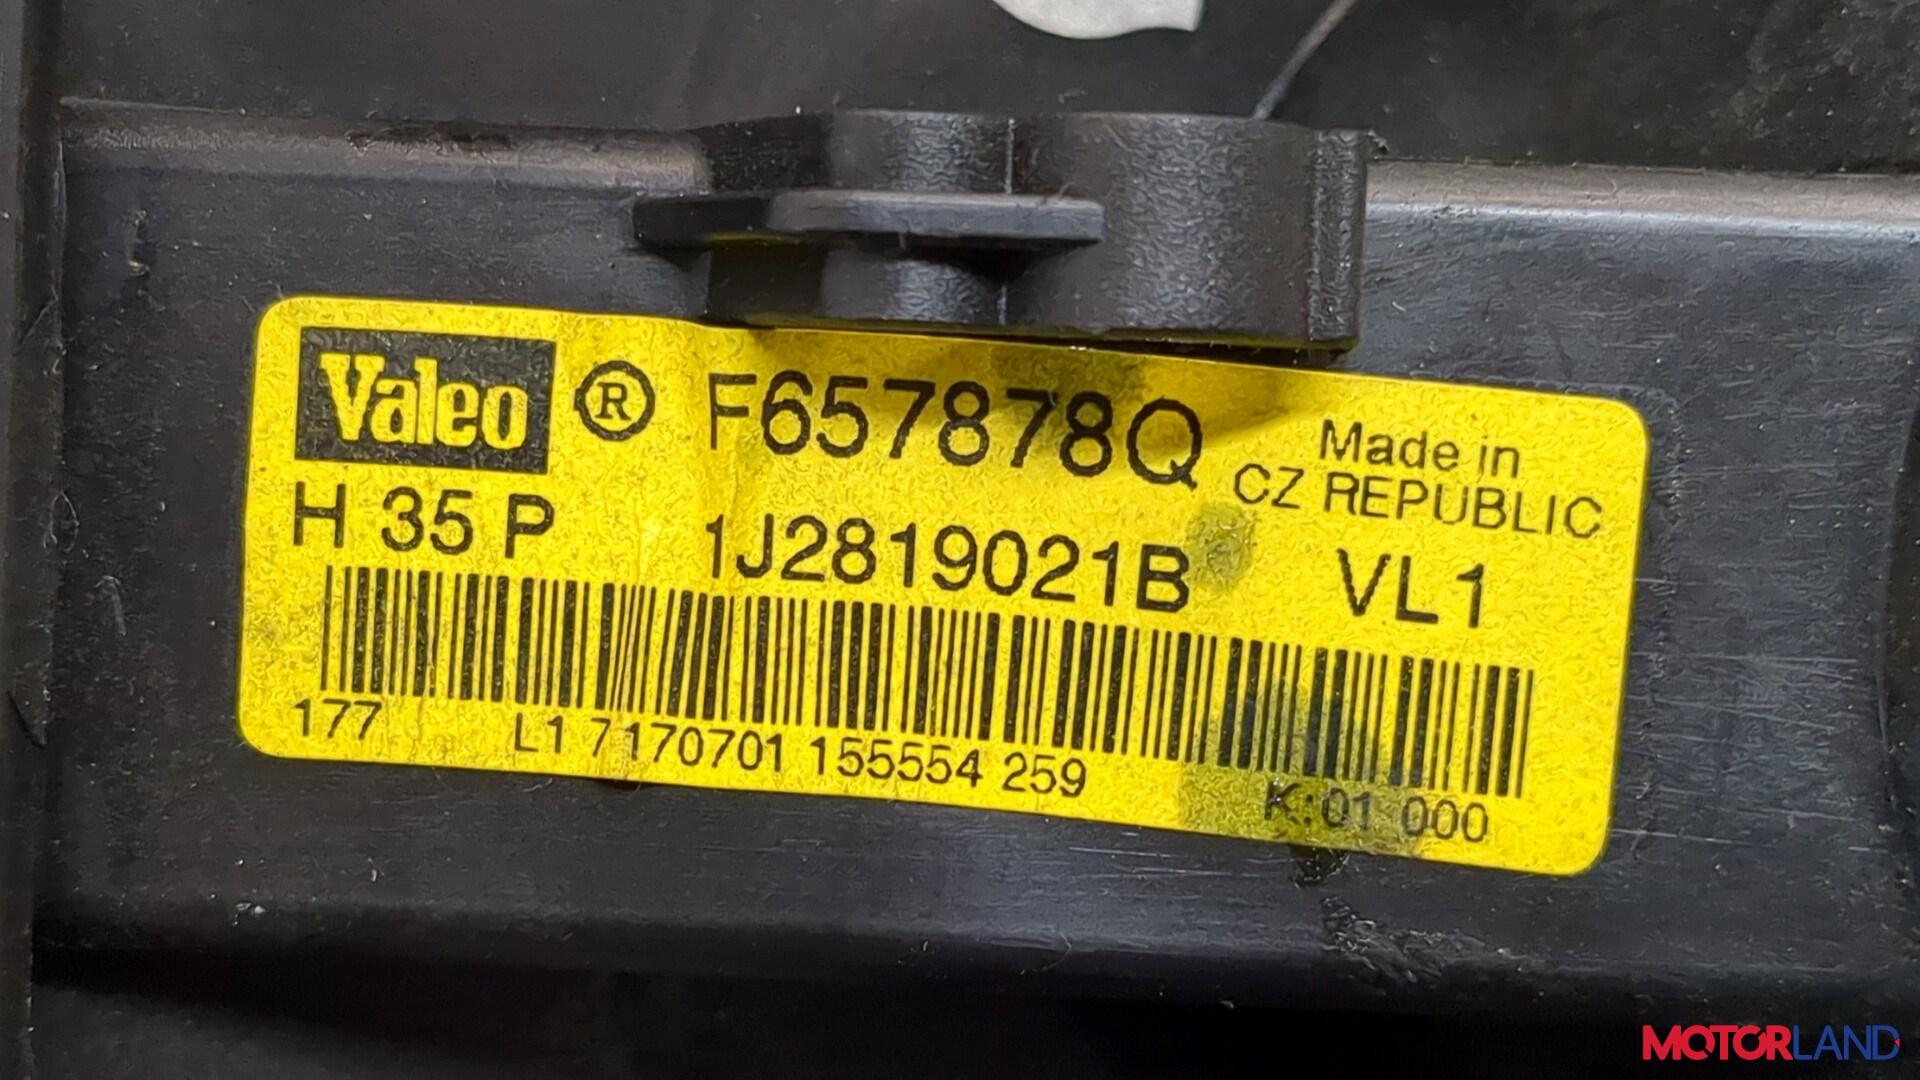 Valeo ® F657878Q Made in
CZ REPUBLIC
H 35 P 1J2819021B VL1
177 L1 7170701 155554 259 K:01 000
MOTORLAND